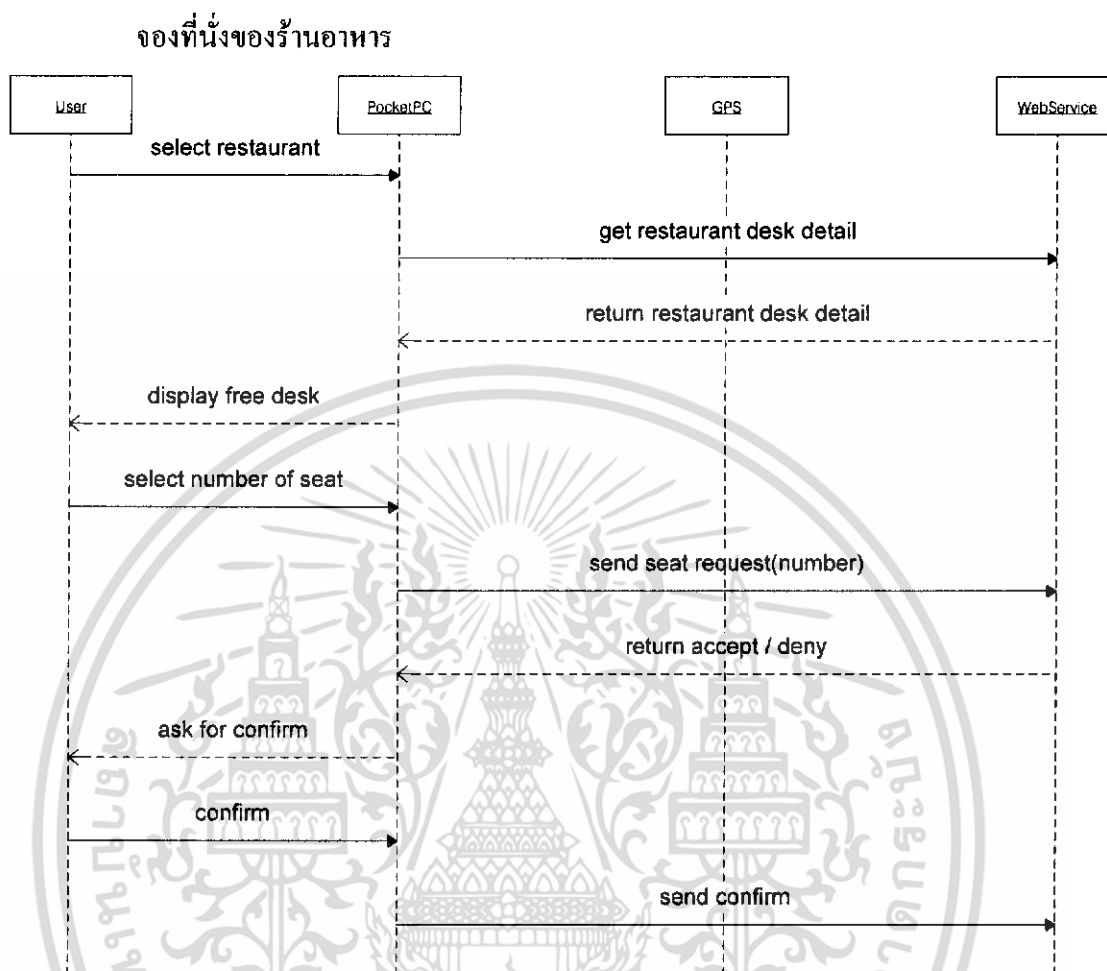 จองที่นั่งของร้านอาหาร
User PocketPC GPS WebService
select restaurant
get restaurant desk detail
return restaurant desk detail
display free desk
select number of seat
send seat request(number)
return accept / deny
ask for confirm
confirm
send confirm